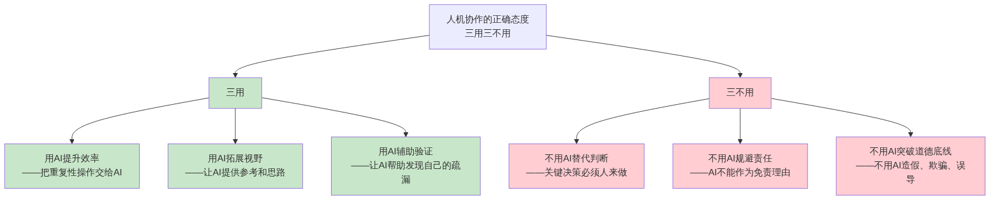 人机协作的正确态度
三用三不用
三用
三不用
用AI提升效率
——把重复性操作交给AI
用AI拓展视野
——让AI提供参考和思路
用AI辅助验证
——让AI帮助发现自己的疏
漏
不用AI替代判断
——关键决策必须人来做
不用AI规避责任
——AI不能作为免责理由
不用AI突破道德底线
——不用AI造假、欺骗、误
导